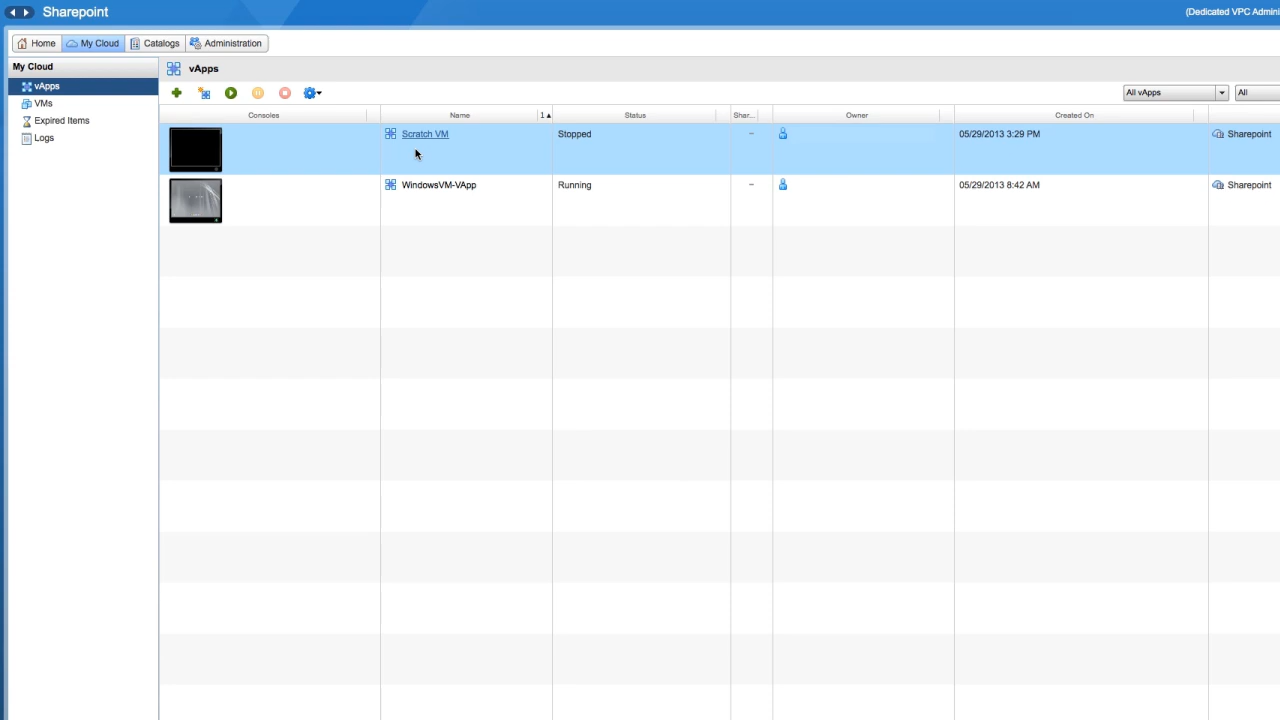 Sharepoint
(Dedicated VPC Admini
Home My Cloud Catalogs Administration
My Cloud
vApps
VMs
Expired Items
Logs
vApps
All vApps All
Consoles Name 1▲ Status Shar... Owner Created On
Scratch VM Stopped – 05/29/2013 3:29 PM Sharepoint
WindowsVM-VApp Running – 05/29/2013 8:42 AM Sharepoint